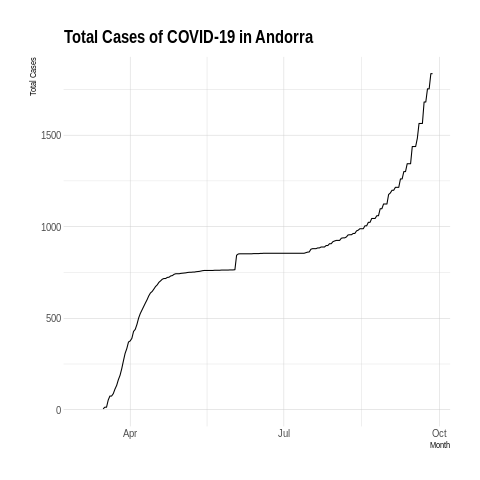 Total Cases of COVID-19 in Andorra
Total Cases
1500
1000
500
0
Apr
Jul
Oct
Month